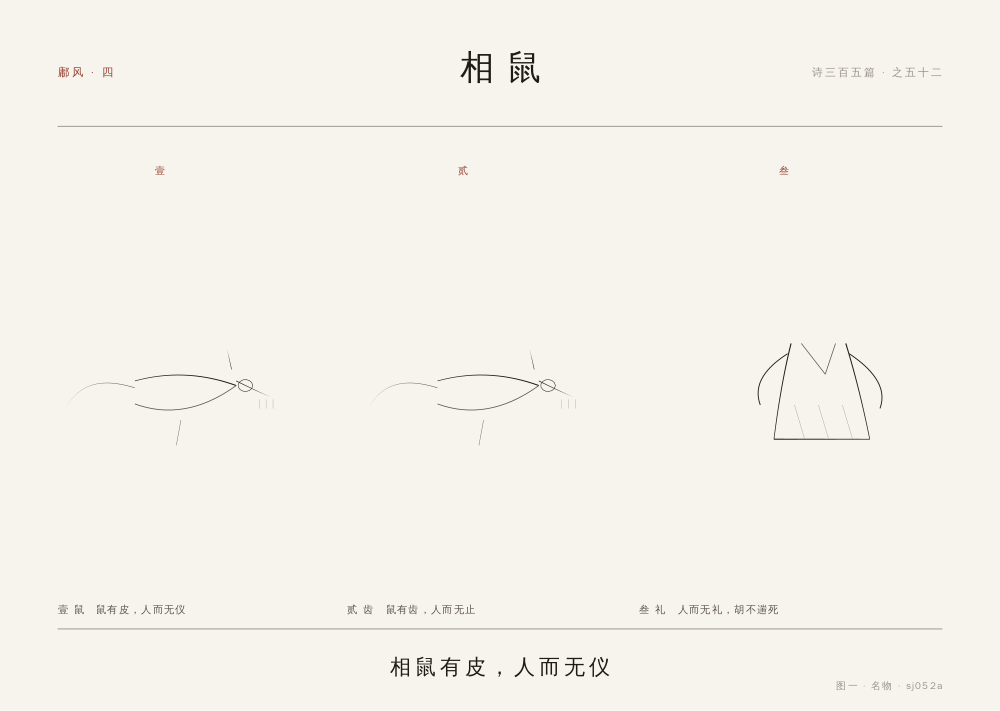 鄘风 · 四
相鼠
诗三百五篇 · 之五十二
壹
贰
叁
壹 鼠 鼠有皮，人而无仪
贰 齿 鼠有齿，人而无止
叁 礼 人而无礼，胡不遄死
相鼠有皮，人而无仪
图一 · 名物 · sj052a